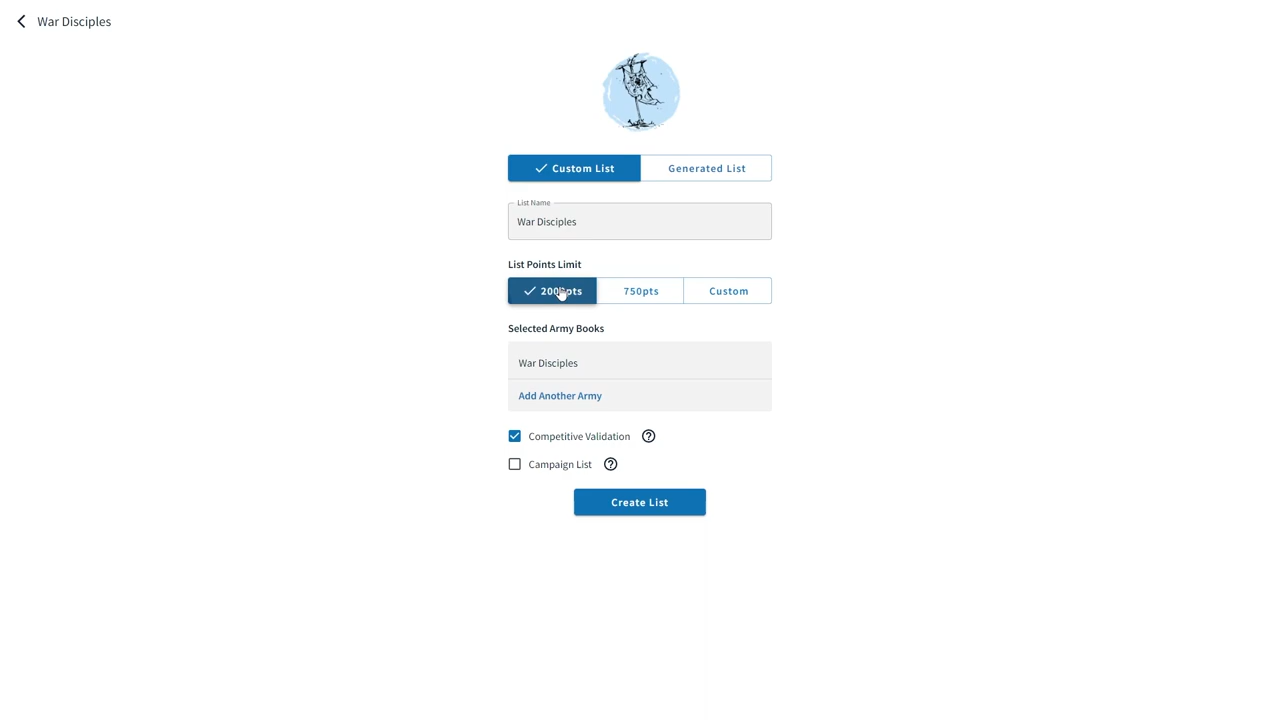 War Disciples
Custom List
Generated List
List Name
War Disciples
List Points Limit
750pts
Custom
Selected Army Books
War Disciples
Add Another Army
Competitive Validation
Campaign List
Create List